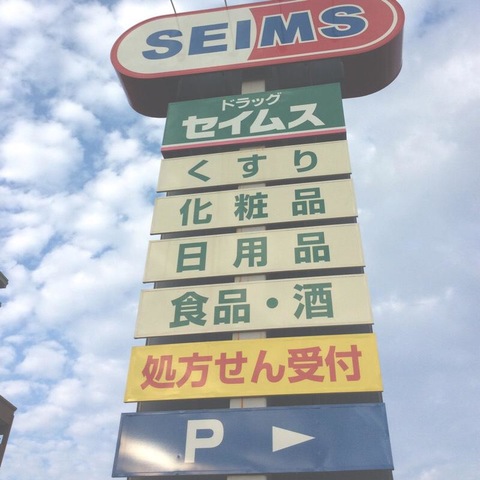 SEIMS
ドラッグ
セイムス
くすり
化粧品
日用品
食品・酒
処方せん受付
P